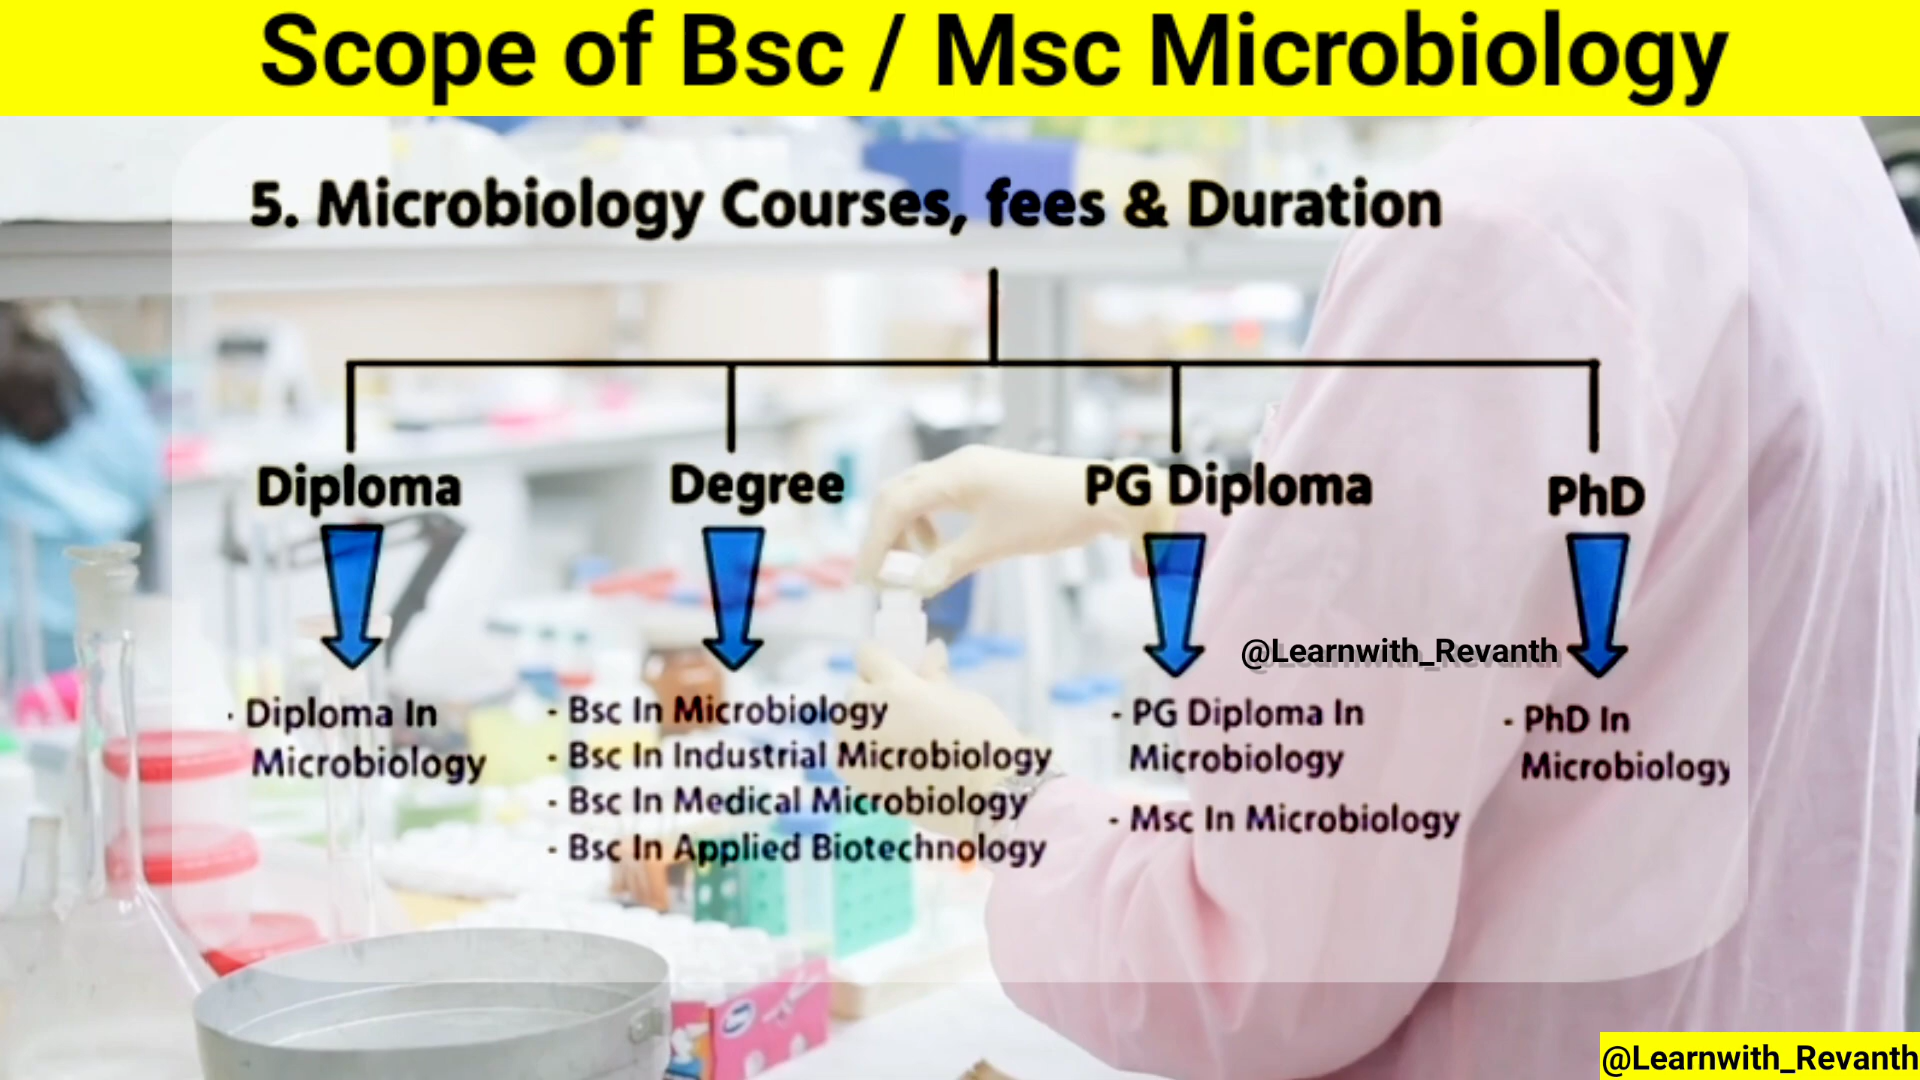 Scope of Bsc / Msc Microbiology
5. Microbiology Courses, fees & Duration
Diploma
Degree
PG Diploma
PhD
@Learnwith_Revanth
· Diploma In
Microbiology
- Bsc In Microbiology
- Bsc In Industrial Microbiology
- Bsc In Medical Microbiology
- Bsc In Applied Biotechnology
- PG Diploma In
Microbiology
- Msc In Microbiology
- PhD In
Microbiology
@Learnwith_Revanth